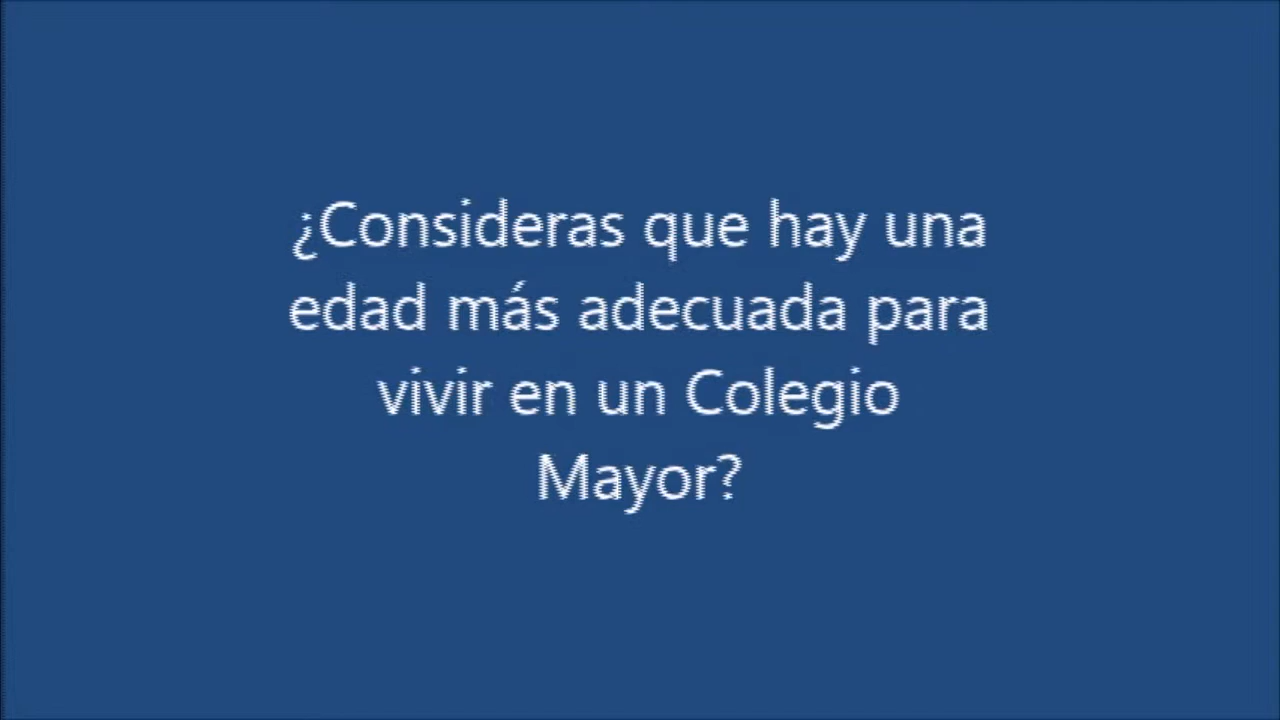 ¿Consideras que hay una
edad más adecuada para
vivir en un Colegio
Mayor?